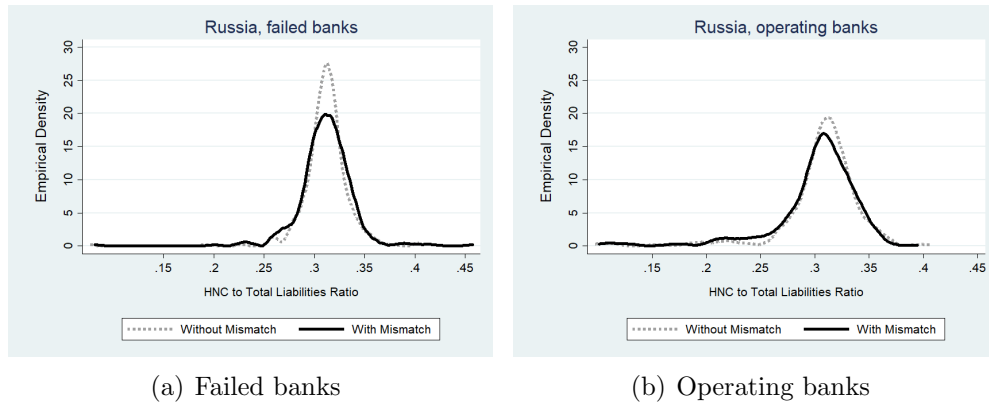 Russia, failed banks
30
25
20
15
10
5
0
Empirical Density
.15 .2 .25 .3 .35 .4 .45
HNC to Total Liabilities Ratio
Without Mismatch With Mismatch
(a) Failed banks
Russia, operating banks
30
25
20
15
10
5
0
Empirical Density
.15 .2 .25 .3 .35 .4 .45
HNC to Total Liabilities Ratio
Without Mismatch With Mismatch
(b) Operating banks